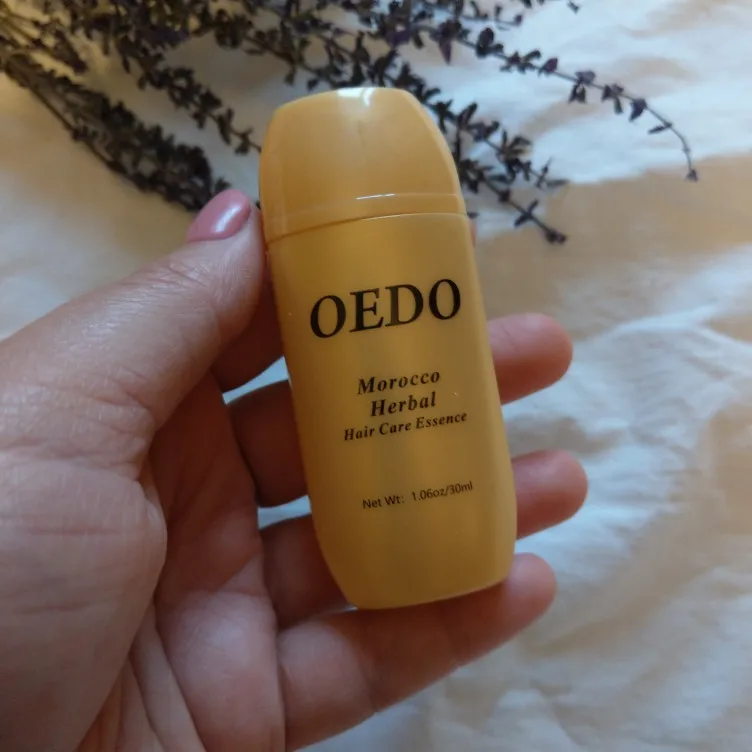 OEDO
Morocco
Herbal
Hair Care Essence
Net Wt: 1.06oz/30ml